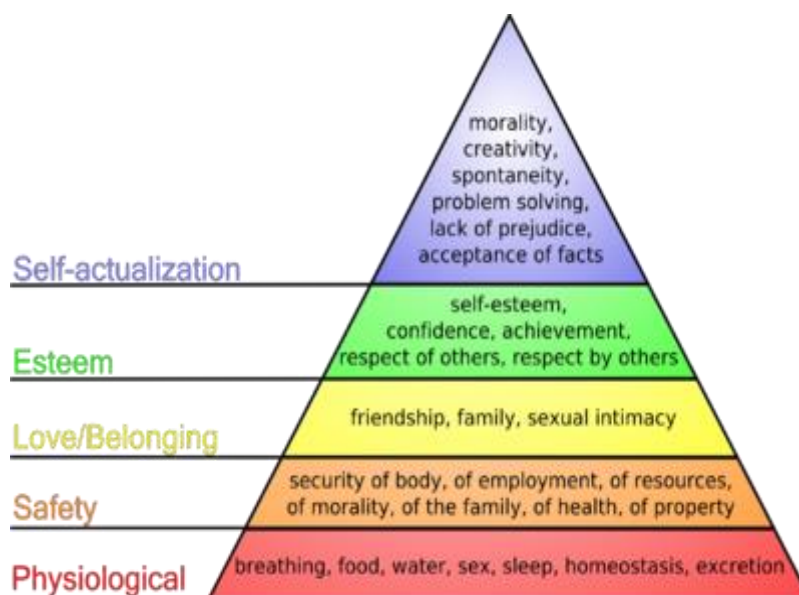 morality,
creativity,
spontaneity,
problem solving,
lack of prejudice,
acceptance of facts
Self-actualization
self-esteem,
confidence, achievement,
respect of others, respect by others
Esteem
friendship, family, sexual intimacy
Love/Belonging
security of body, of employment, of resources,
of morality, of the family, of health, of property
Safety
breathing, food, water, sex, sleep, homeostasis, excretion
Physiological